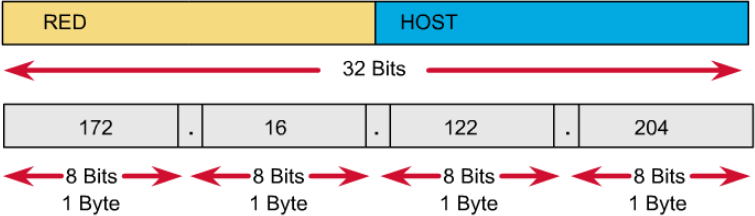 RED HOST
32 Bits
172 . 16 . 122 . 204
8 Bits 8 Bits 8 Bits 8 Bits
1 Byte 1 Byte 1 Byte 1 Byte